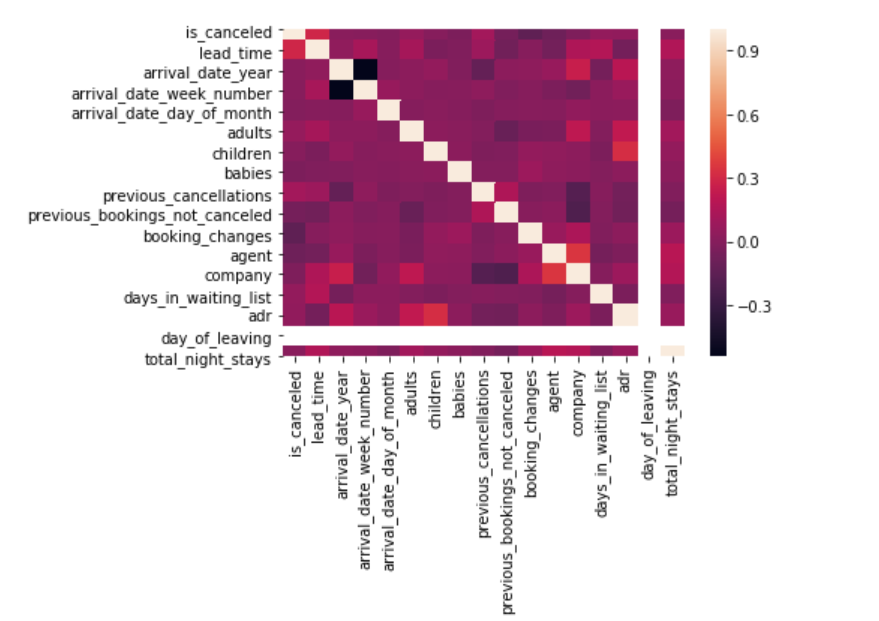 is_canceled
lead_time
arrival_date_year
arrival_date_week_number
arrival_date_day_of_month
adults
children
babies
previous_cancellations
previous_bookings_not_canceled
booking_changes
agent
company
days_in_waiting_list
adr
day_of_leaving
total_night_stays
0.9
0.6
0.3
0.0
−0.3
is_canceled
lead_time
arrival_date_year
arrival_date_week_number
arrival_date_day_of_month
adults
children
babies
previous_cancellations
previous_bookings_not_canceled
booking_changes
agent
company
days_in_waiting_list
adr
day_of_leaving
total_night_stays